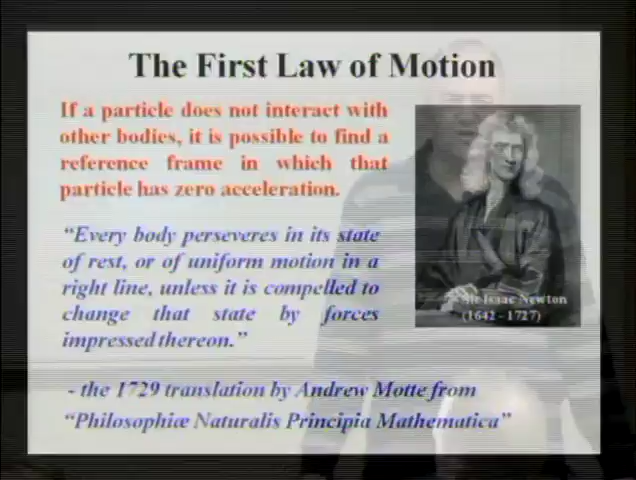 The First Law of Motion
If a particle does not interact with
other bodies, it is possible to find a
reference frame in which that
particle has zero acceleration.
“Every body perseveres in its state
of rest, or of uniform motion in a
right line, unless it is compelled to
change that state by forces
impressed thereon.”
Sir Isaac Newton
(1642 - 1727)
- the 1729 translation by Andrew Motte from
“Philosophiæ Naturalis Principia Mathematica”